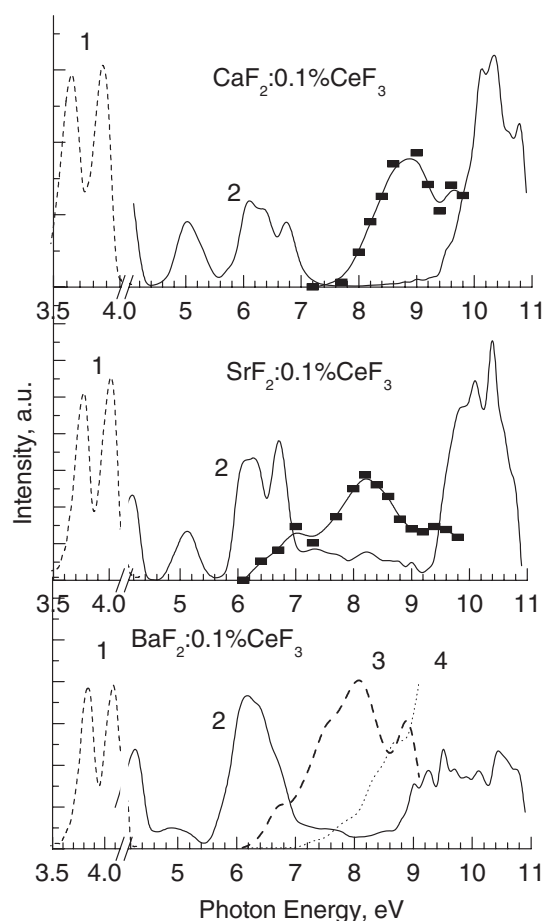 1
CaF2:0.1%CeF3
2
3.5 4.0 5 6 7 8 9 10 11
1
SrF2:0.1%CeF3
2
3.5 4.0 5 6 7 8 9 10 11
Intensity, a.u.
BaF2:0.1%CeF3
1
3 4
2
3.5 4.0 5 6 7 8 9 10 11
Photon Energy, eV